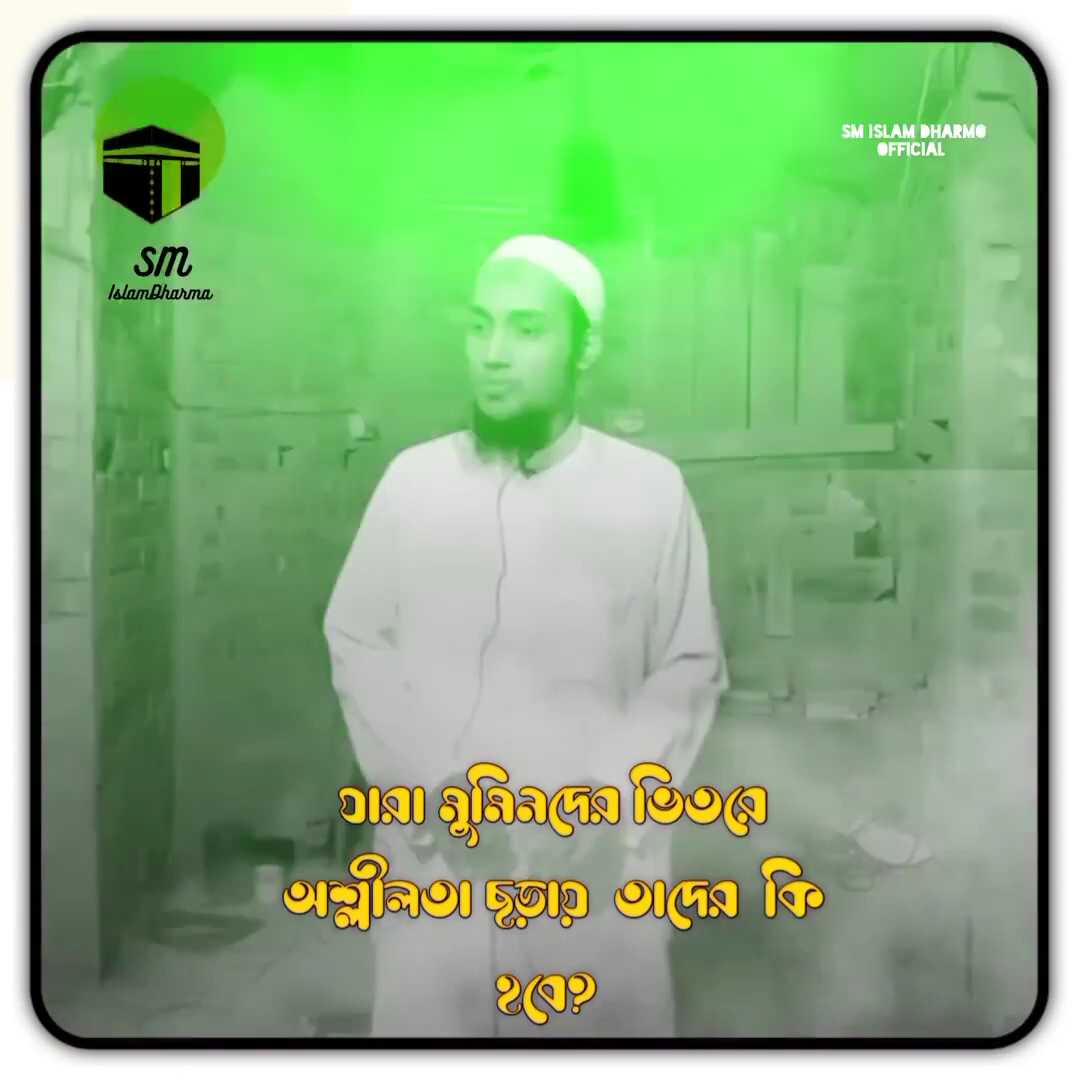 SM ISLAM DHARMO
OFFICIAL
SM
IslamDharma
যারা মুমিনদের ভিতরে
অশ্লীলতা ছড়ায় তাদের কি
হবে?